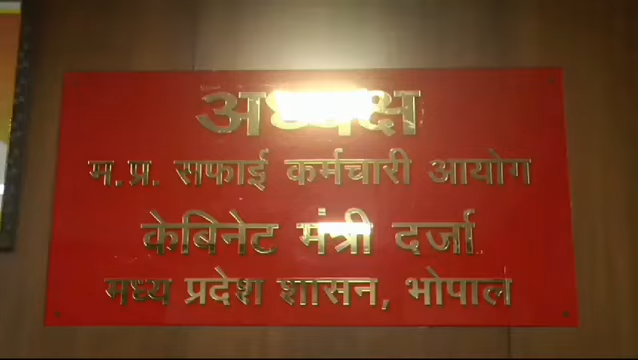 अध्यक्ष
म.प्र. सफाई कर्मचारी आयोग
केबिनेट मंत्री दर्जा
मध्य प्रदेश शासन, भोपाल